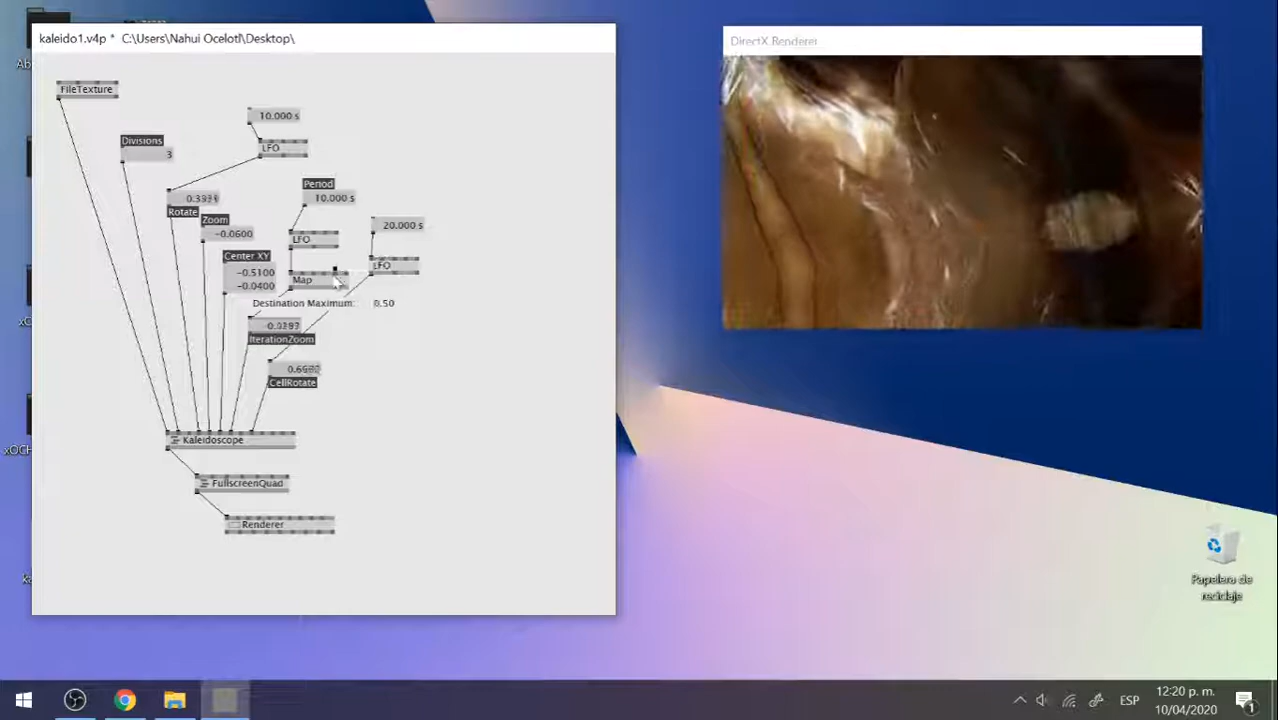 kaleido1.v4p *  C:\Users\Nahui Ocelotl\Desktop\
DirectX Renderer
FileTexture
10.000 s
Divisions
3
LFO
Period
10.000 s
Rotate
Zoom
-0.0600
20.000 s
LFO
Center XY
-0.5100
-0.0400
LFO
Map
Destination Maximum:    0.50
IterationZoom
CellRotate
Kaleidoscope
FullscreenQuad
Renderer
Papelera de
reciclaje
ESP
12:20 p. m.
10/04/2020
1